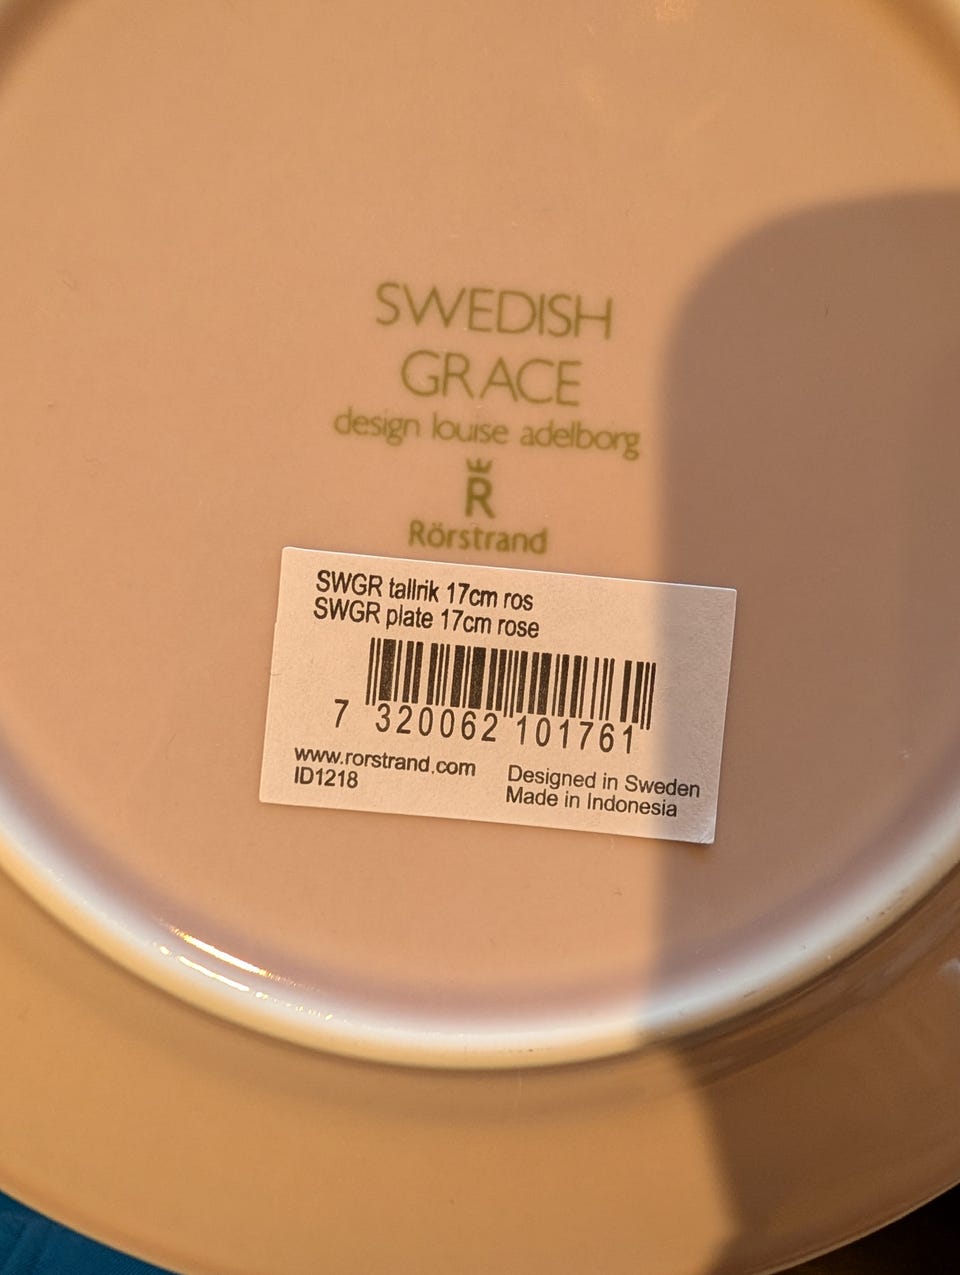 SWEDISH
GRACE
design louise adelborg
R
Rörstrand
SWGR tallrik 17cm ros
SWGR plate 17cm rose
7 320062 101761
www.rorstrand.com
ID1218
Designed in Sweden
Made in Indonesia